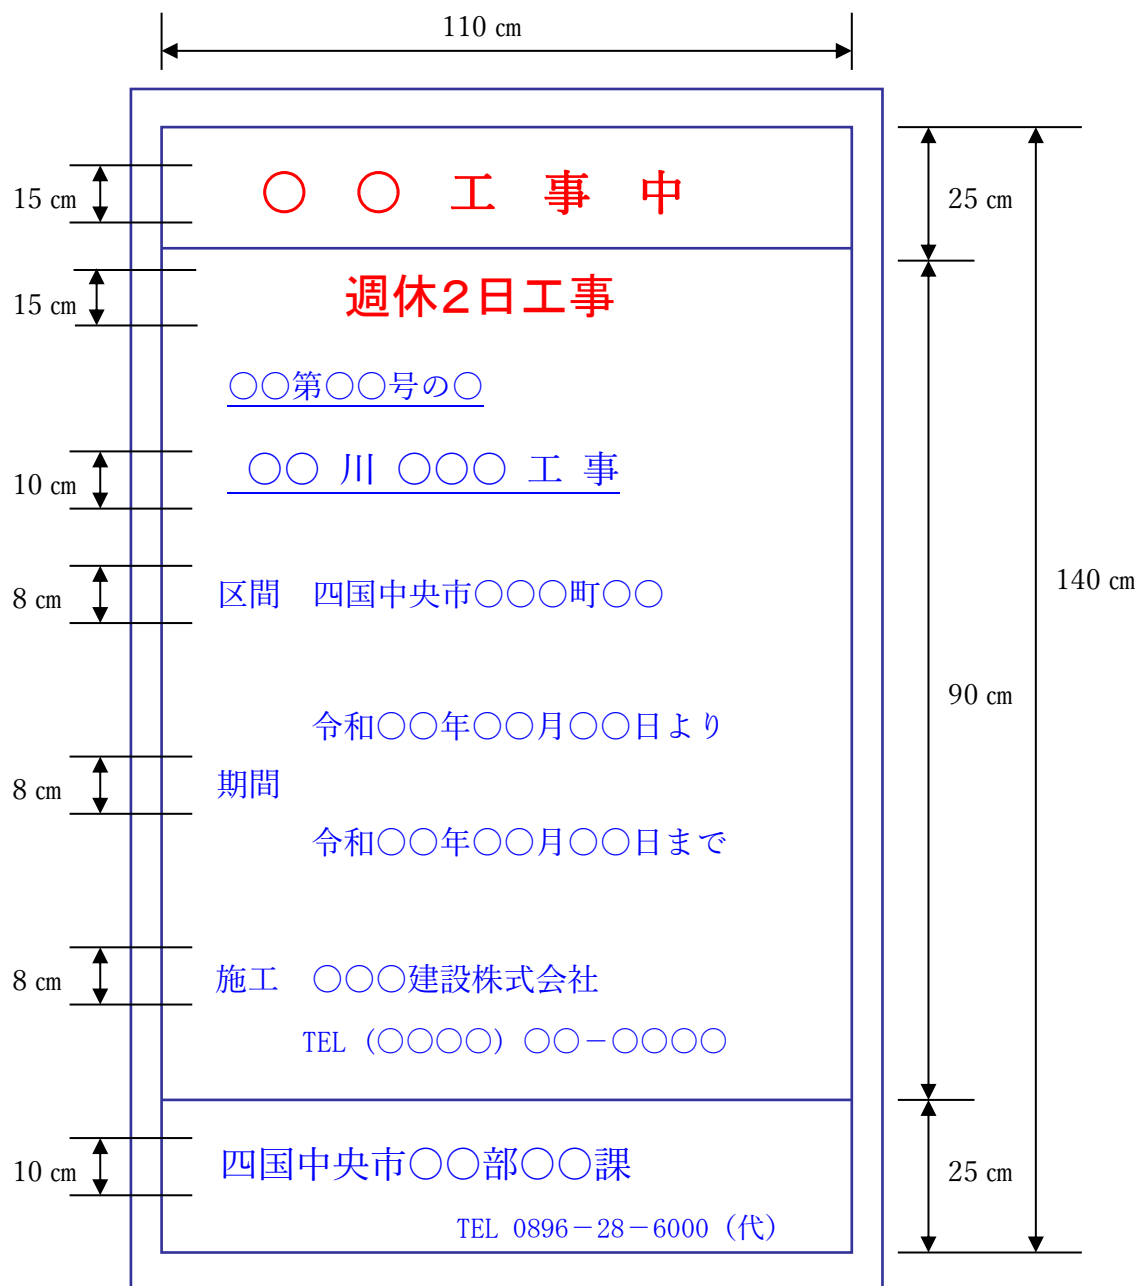 110 ㎝
15 ㎝
○ ○ 工 事 中
25 ㎝
15 ㎝
週休2日工事
○○第○○号の○
10 ㎝
○○ 川 ○○○ 工 事
8 ㎝
区間 四国中央市○○○町○○
140 ㎝
90 ㎝
令和○○年○○月○○日より
8 ㎝
期間
令和○○年○○月○○日まで
8 ㎝
施工 ○○○建設株式会社
TEL（○○○○）○○－○○○○
10 ㎝
四国中央市○○部○○課
25 ㎝
TEL 0896－28－6000（代）